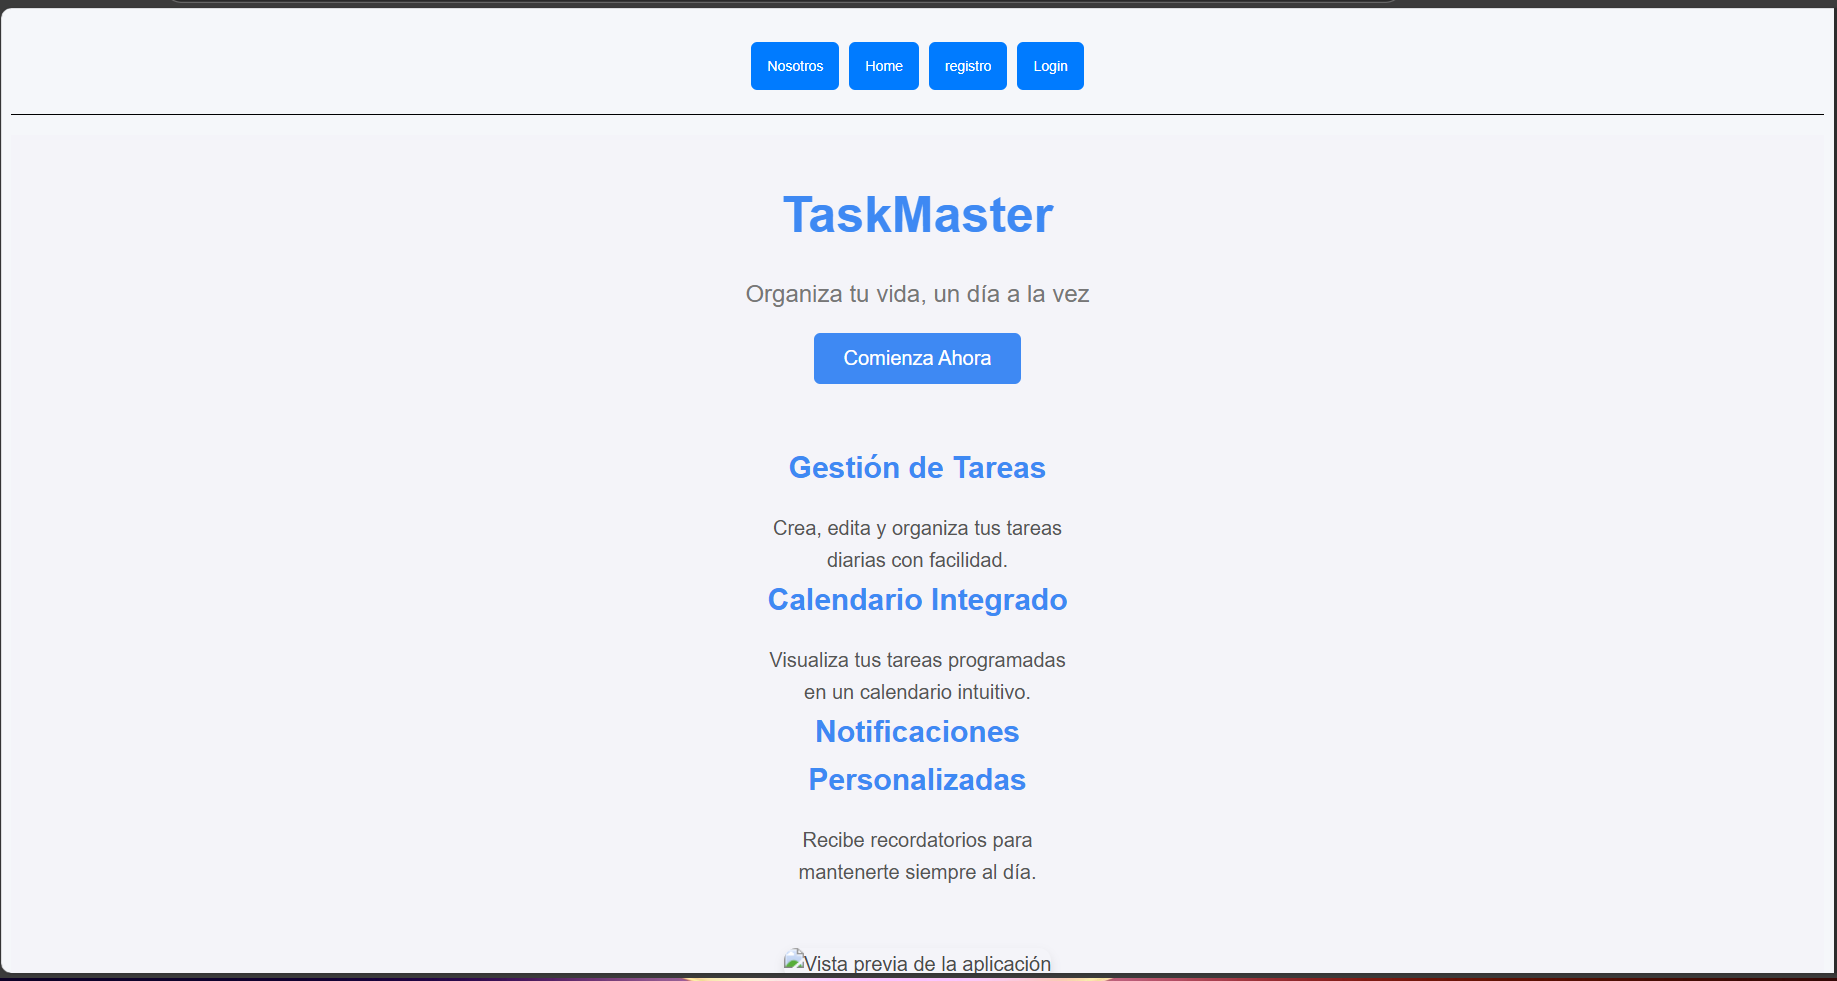 Nosotros Home registro Login
TaskMaster
Organiza tu vida, un día a la vez
Comienza Ahora
Gestión de Tareas
Crea, edita y organiza tus tareas
diarias con facilidad.
Calendario Integrado
Visualiza tus tareas programadas
en un calendario intuitivo.
Notificaciones
Personalizadas
Recibe recordatorios para
mantenerte siempre al día.
Vista previa de la aplicación